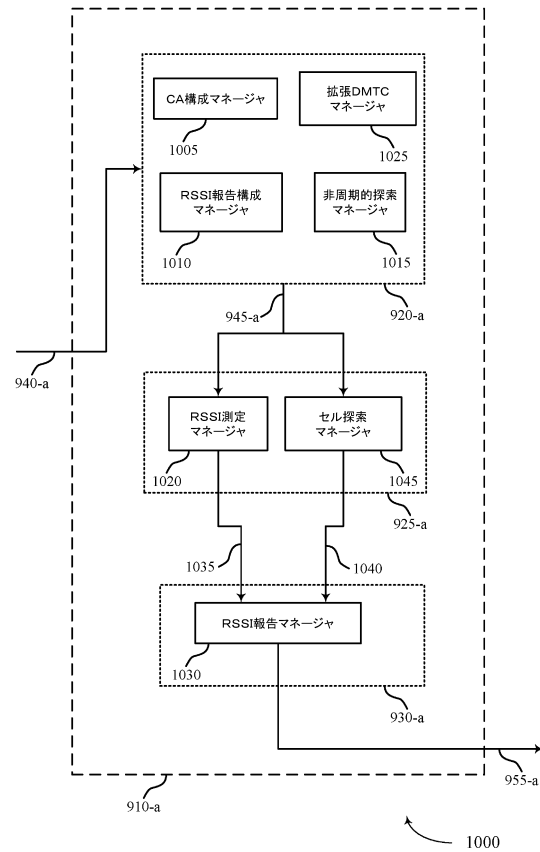 CA構成マネージャ
1005
拡張DMTC
マネージャ
1025
RSSI報告構成
マネージャ
1010
非周期的探索
マネージャ
1015
945-a
920-a
940-a
RSSI測定
マネージャ
1020
セル探索
マネージャ
1045
925-a
1035
1040
RSSI報告マネージャ
1030
930-a
955-a
910-a
1000